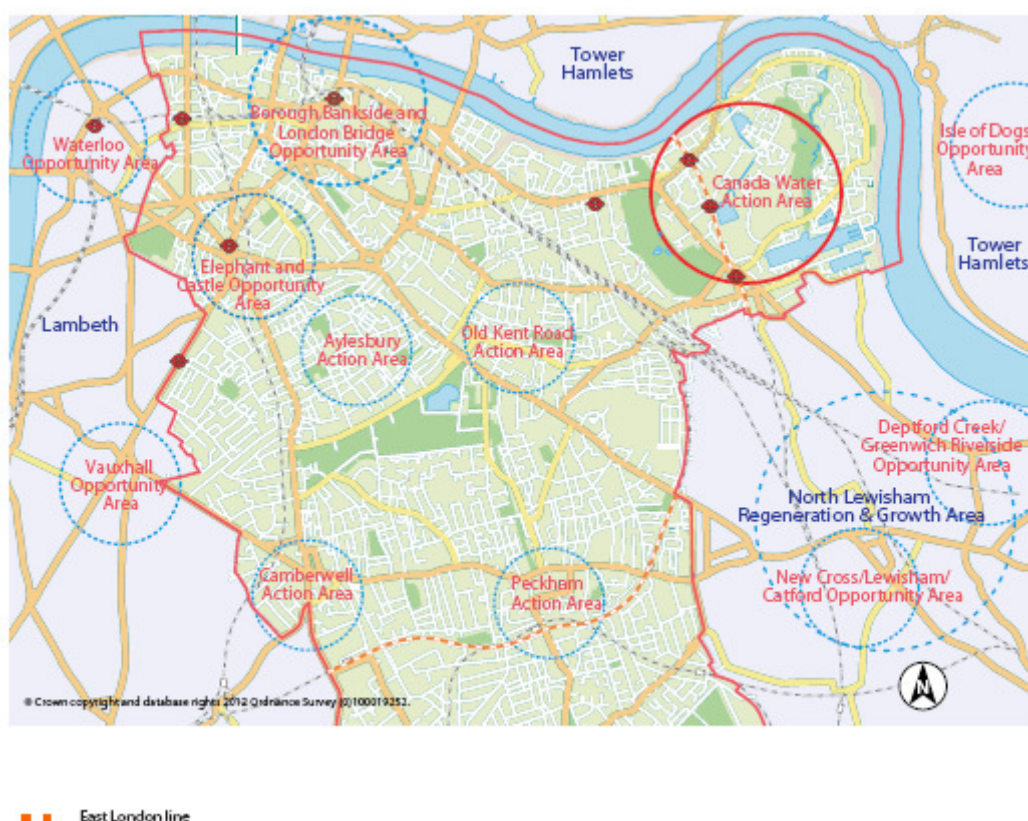 Tower
Hamlets
Borough,Bankside and
London Bridge
Opportunity Area
Waterloo
Opportunity Area
Isle of Dogs
Opportunity
Area
Canada Water
Action Area
Tower
Hamlets
Elephant and
Castle Opportunity
Area
Lambeth
Aylesbury
Action Area
Old Kent Road
Action Area
Deptford Creek/
Greenwich Riverside
Opportunity Area
Vauxhall
Opportunity
Area
North Lewisham
Regeneration & Growth Area
Camberwell
Action Area
Peckham
Action Area
New Cross/Lewisham/
Catford Opportunity Area
N
© Crown copyright and database rights 2012 Ordnance Survey (0)100019252.
East London line